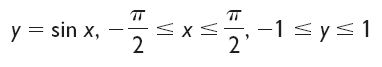 y = sin x, −π/2 ≤ x ≤ π/2, −1 ≤ y ≤ 1